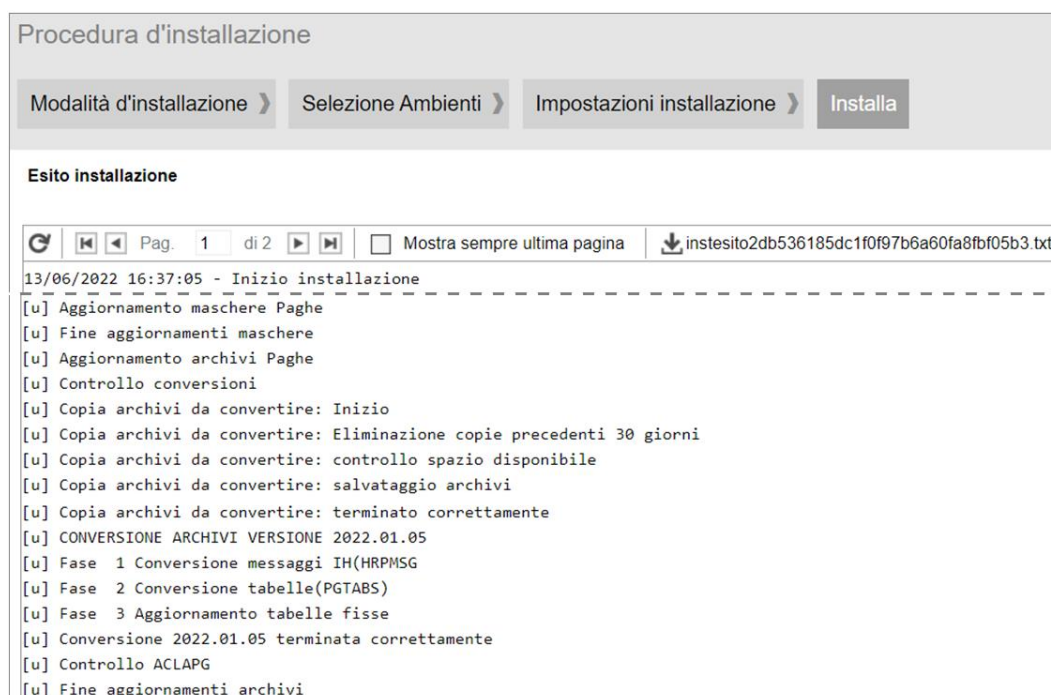 Procedura d'installazione
Modalità d'installazione ❯ Selezione Ambienti ❯ Impostazioni installazione ❯ Installa
Esito installazione
Pag. 1 di 2 Mostra sempre ultima pagina instesito2db536185dc1f0f97b6a60fa8fbf05b3.txt
13/06/2022 16:37:05 - Inizio installazione
[u] Aggiornamento maschere Paghe
[u] Fine aggiornamenti maschere
[u] Aggiornamento archivi Paghe
[u] Controllo conversioni
[u] Copia archivi da convertire: Inizio
[u] Copia archivi da convertire: Eliminazione copie precedenti 30 giorni
[u] Copia archivi da convertire: controllo spazio disponibile
[u] Copia archivi da convertire: salvataggio archivi
[u] Copia archivi da convertire: terminato correttamente
[u] CONVERSIONE ARCHIVI VERSIONE 2022.01.05
[u] Fase 1 Conversione messaggi IH(HRPMSG
[u] Fase 2 Conversione tabelle(PGTABS)
[u] Fase 3 Aggiornamento tabelle fisse
[u] Conversione 2022.01.05 terminata correttamente
[u] Controllo ACLAPG
[u] Fine aggiornamenti archivi